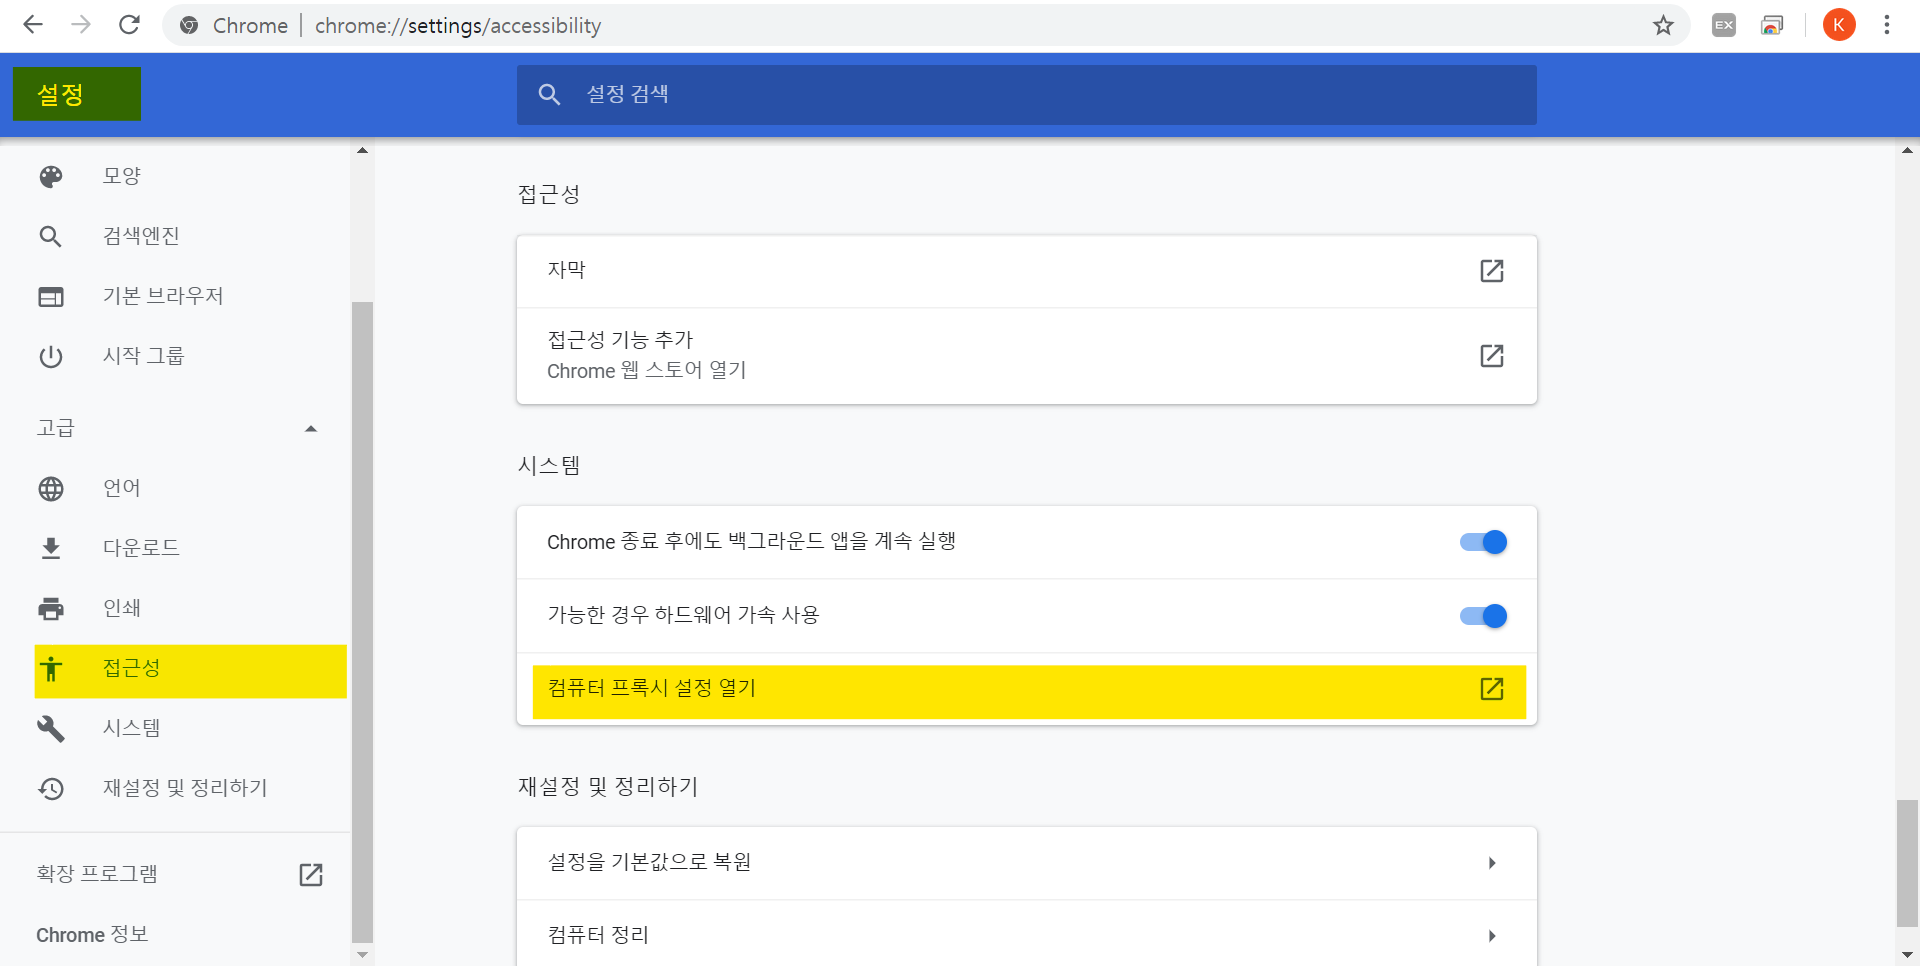 Chrome | chrome://settings/accessibility
EX
K
설정
설정 검색
모양
검색엔진
기본 브라우저
시작 그룹
고급
언어
다운로드
인쇄
접근성
시스템
재설정 및 정리하기
확장 프로그램
Chrome 정보
접근성
자막
접근성 기능 추가
Chrome 웹 스토어 열기
시스템
Chrome 종료 후에도 백그라운드 앱을 계속 실행
가능한 경우 하드웨어 가속 사용
컴퓨터 프록시 설정 열기
재설정 및 정리하기
설정을 기본값으로 복원
컴퓨터 정리